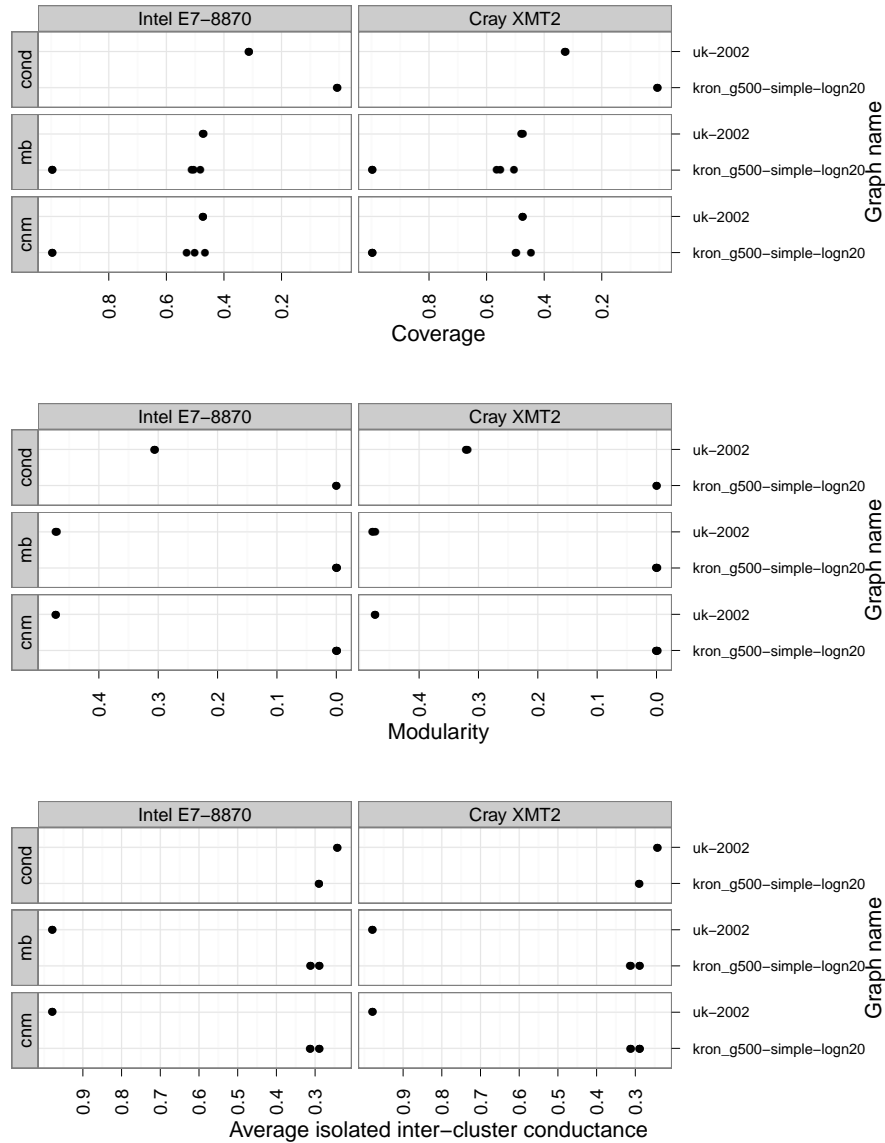 Intel E7−8870 Cray XMT2
cond
uk−2002
kron_g500−simple−logn20
mb
uk−2002
kron_g500−simple−logn20
cnm
uk−2002
kron_g500−simple−logn20
Graph name
0.8 0.6 0.4 0.2 0.8 0.6 0.4 0.2
Coverage
Intel E7−8870 Cray XMT2
cond
uk−2002
kron_g500−simple−logn20
mb
uk−2002
kron_g500−simple−logn20
cnm
uk−2002
kron_g500−simple−logn20
Graph name
0.4 0.3 0.2 0.1 0.0 0.4 0.3 0.2 0.1 0.0
Modularity
Intel E7−8870 Cray XMT2
cond
uk−2002
kron_g500−simple−logn20
mb
uk−2002
kron_g500−simple−logn20
cnm
uk−2002
kron_g500−simple−logn20
Graph name
0.9 0.8 0.7 0.6 0.5 0.4 0.3 0.9 0.8 0.7 0.6 0.5 0.4 0.3
Average isolated inter−cluster conductance